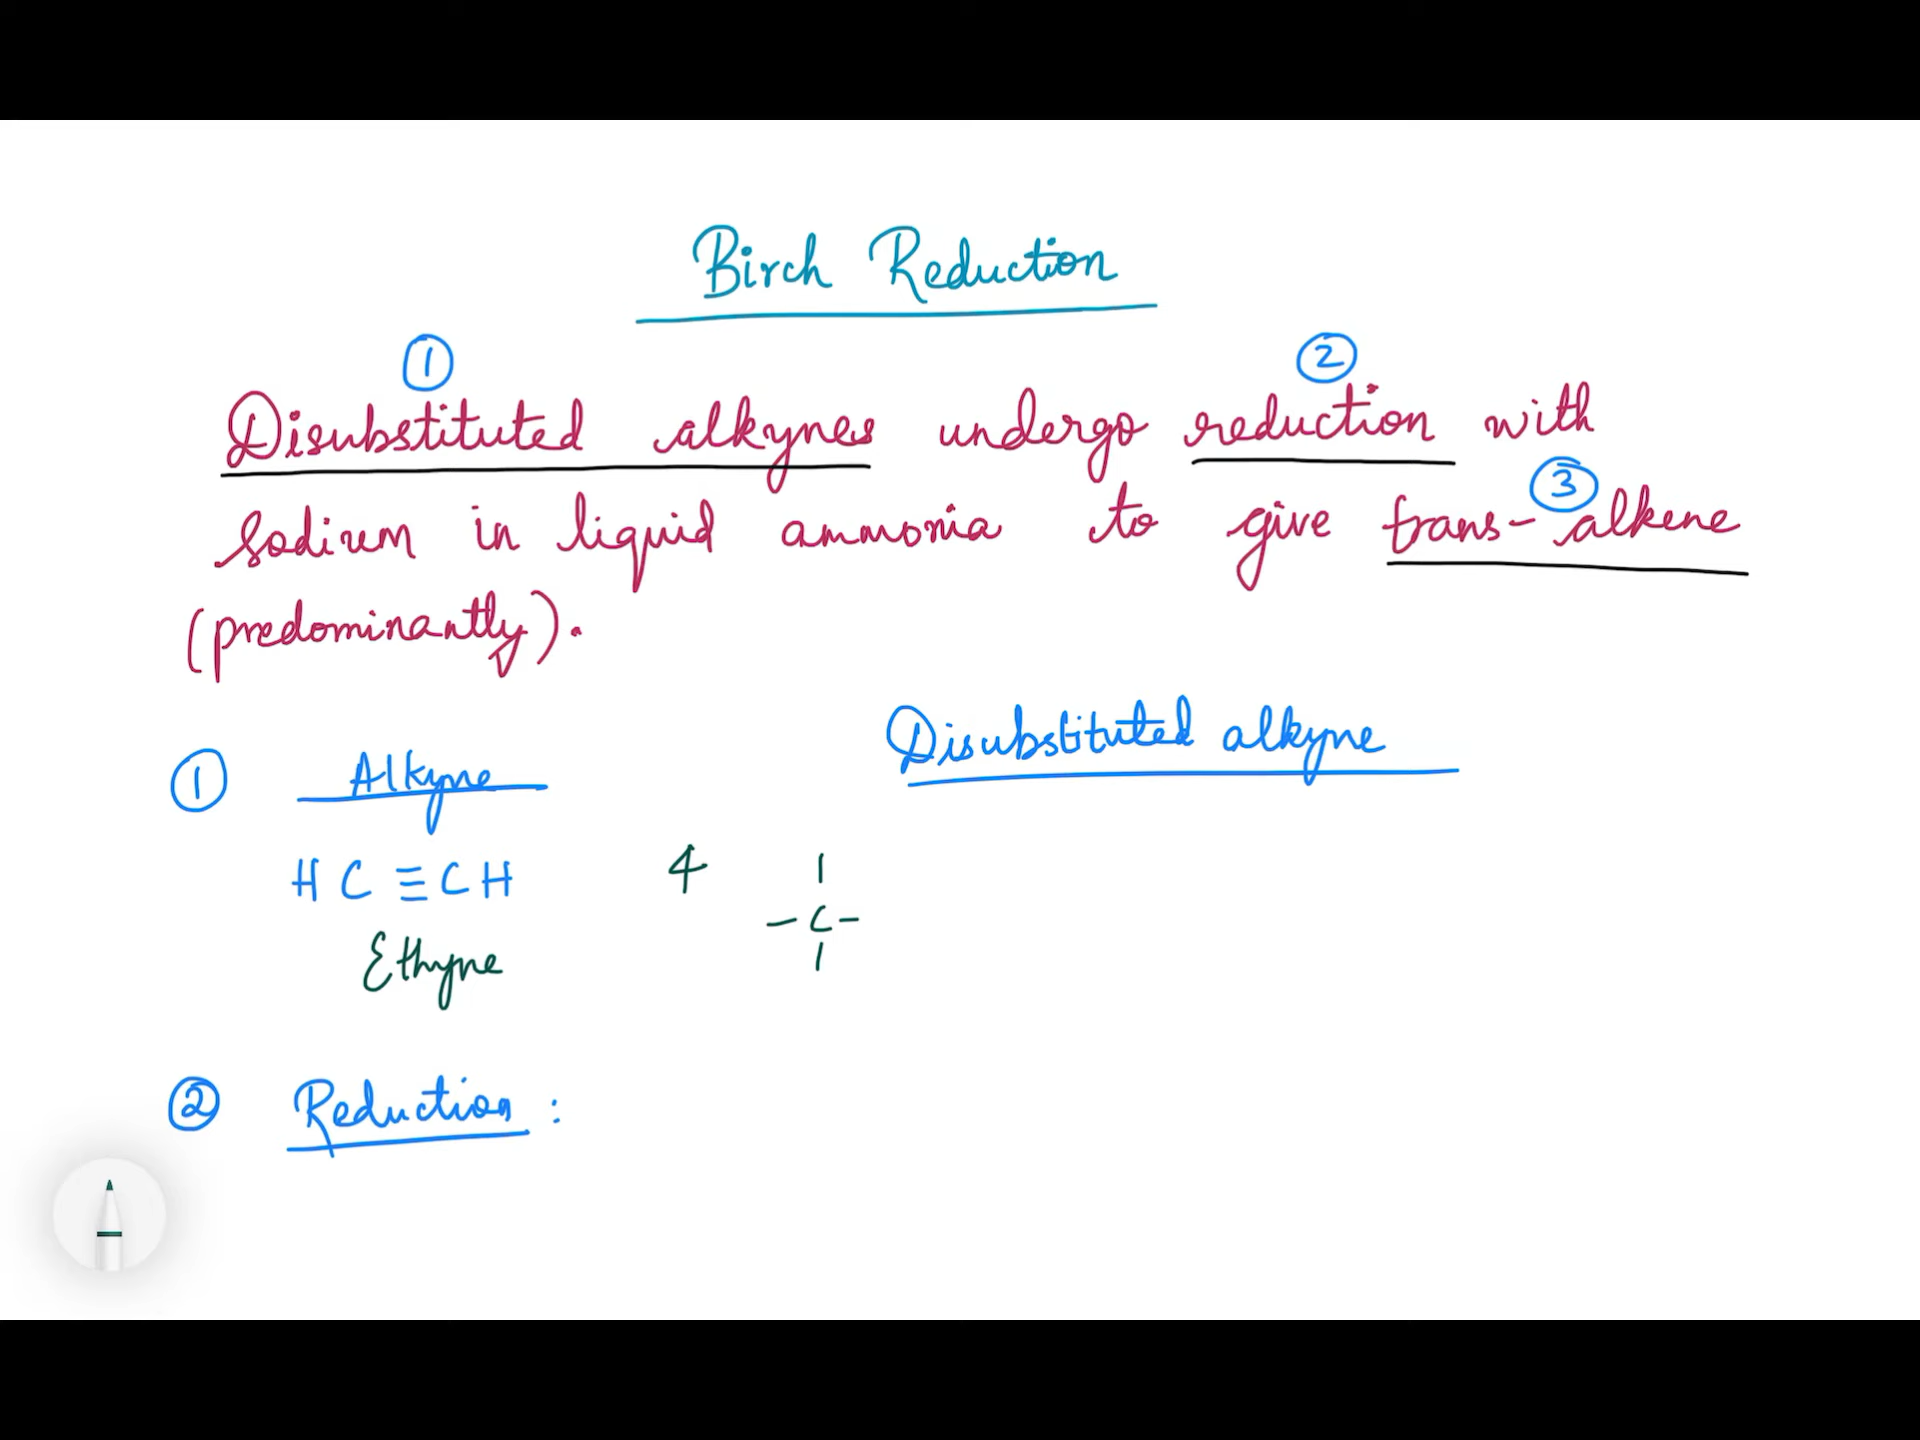 Birch Reduction
① ②
Disubstituted alkynes undergo reduction with
③
sodium in liquid ammonia to give trans-alkene
(predominantly).
Disubstituted alkyne
① Alkyne
HC≡CH 4
-C-
Ethyne
② Reduction :